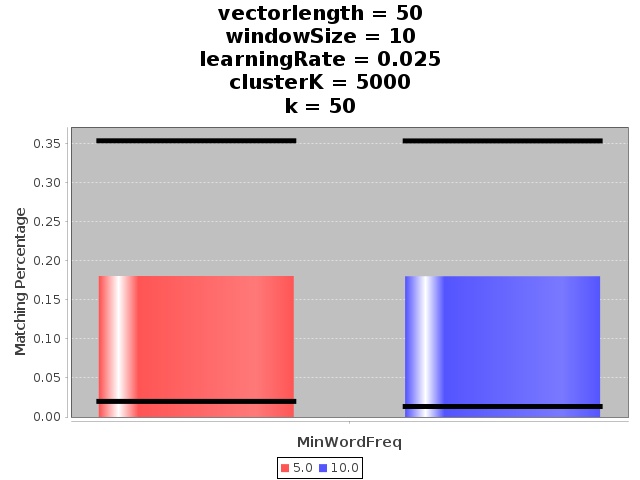 vectorlength = 50
windowSize = 10
learningRate = 0.025
clusterK = 5000
k = 50
Matching Percentage
0.35
0.30
0.25
0.20
0.15
0.10
0.05
0.00
MinWordFreq
5.0 10.0